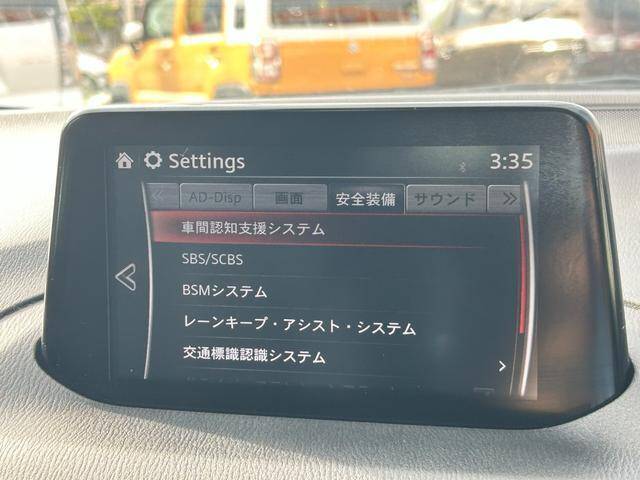 Settings 3:35
AD-Disp 画面 安全装備 サウンド
車間認知支援システム
SBS/SCBS
BSMシステム
レーンキープ・アシスト・システム
交通標識認識システム